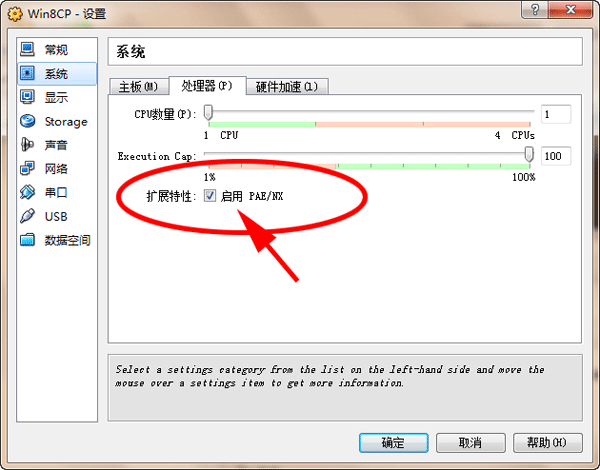 Win8CP - 设置
常规
系统
显示
Storage
声音
网络
串口
USB
数据空间
系统
主板(M) 处理器(P) 硬件加速(L)
CPU数量(P): 1
1 CPU 4 CPUs
Execution Cap: 100
1% 100%
扩展特性: 启用 PAE/NX
Select a settings category from the list on the left-hand side and move the
mouse over a settings item to get more information.
确定 取消 帮助(H)